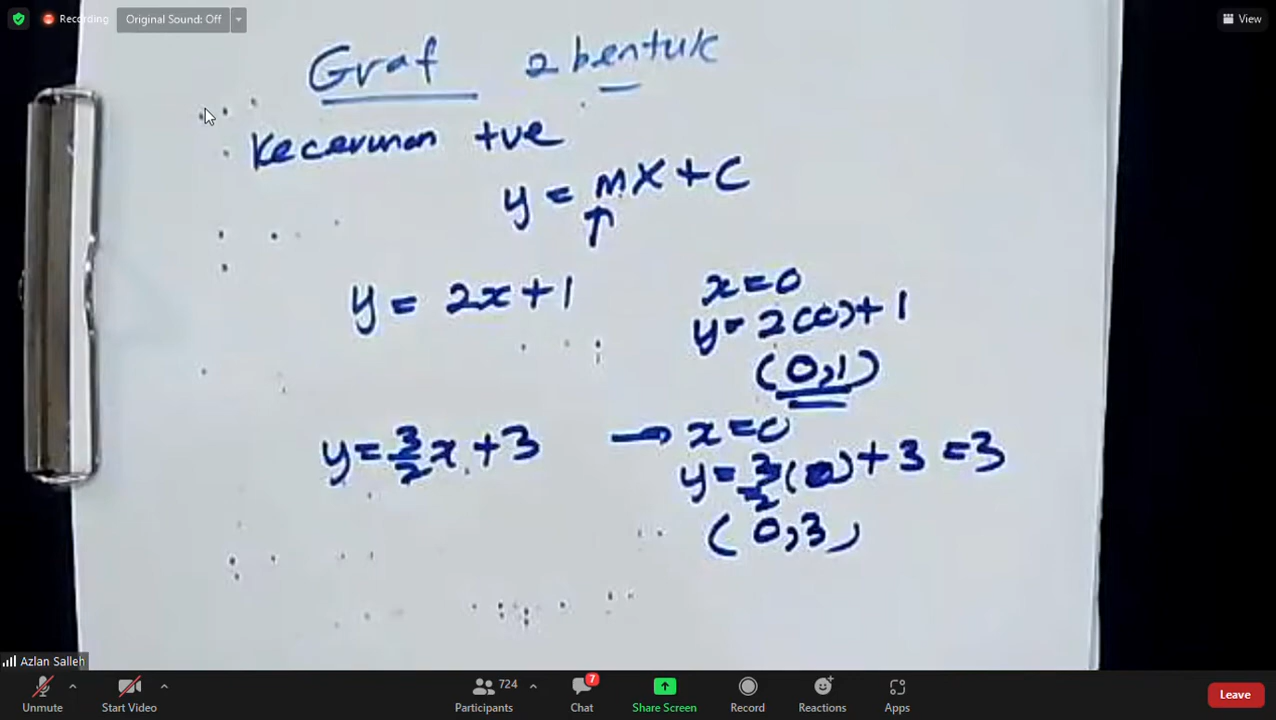 Recording
Original Sound: Off
View
Graf 2 bentuk
Kecerunan +ve
y = mx + c
y = 2x + 1
x = 0
y = 2(0) + 1
(0,1)
y = 3/2 x + 3 → x = 0
y = 3/2 (0) + 3 = 3
(0,3)
Azlan Salleh
Unmute
Start Video
724
Participants
7
Chat
Share Screen
Record
Reactions
Apps
Leave